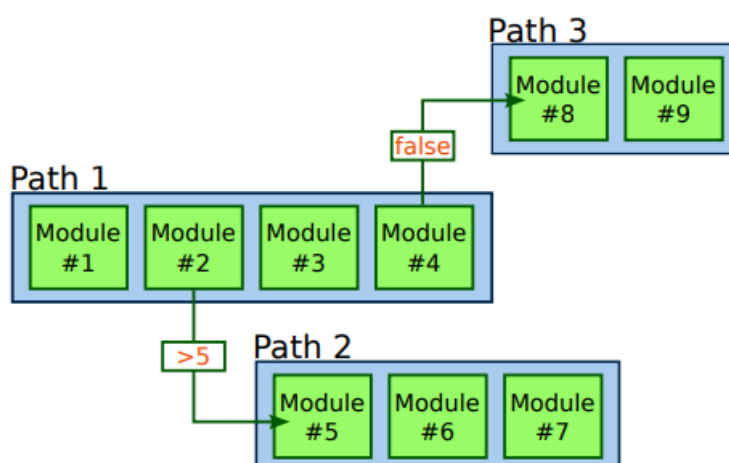 Path 3
Module
#8
Module
#9
false
Path 1
Module
#1
Module
#2
Module
#3
Module
#4
>5
Path 2
Module
#5
Module
#6
Module
#7